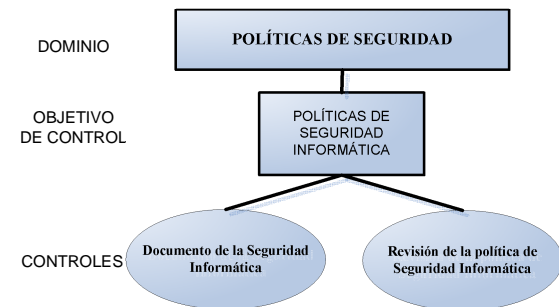 DOMINIO
POLÍTICAS DE SEGURIDAD
OBJETIVO
DE CONTROL
POLÍTICAS DE
SEGURIDAD
INFORMÁTICA
CONTROLES
Documento de la Seguridad
Informática
Revisión de la política de
Seguridad Informática